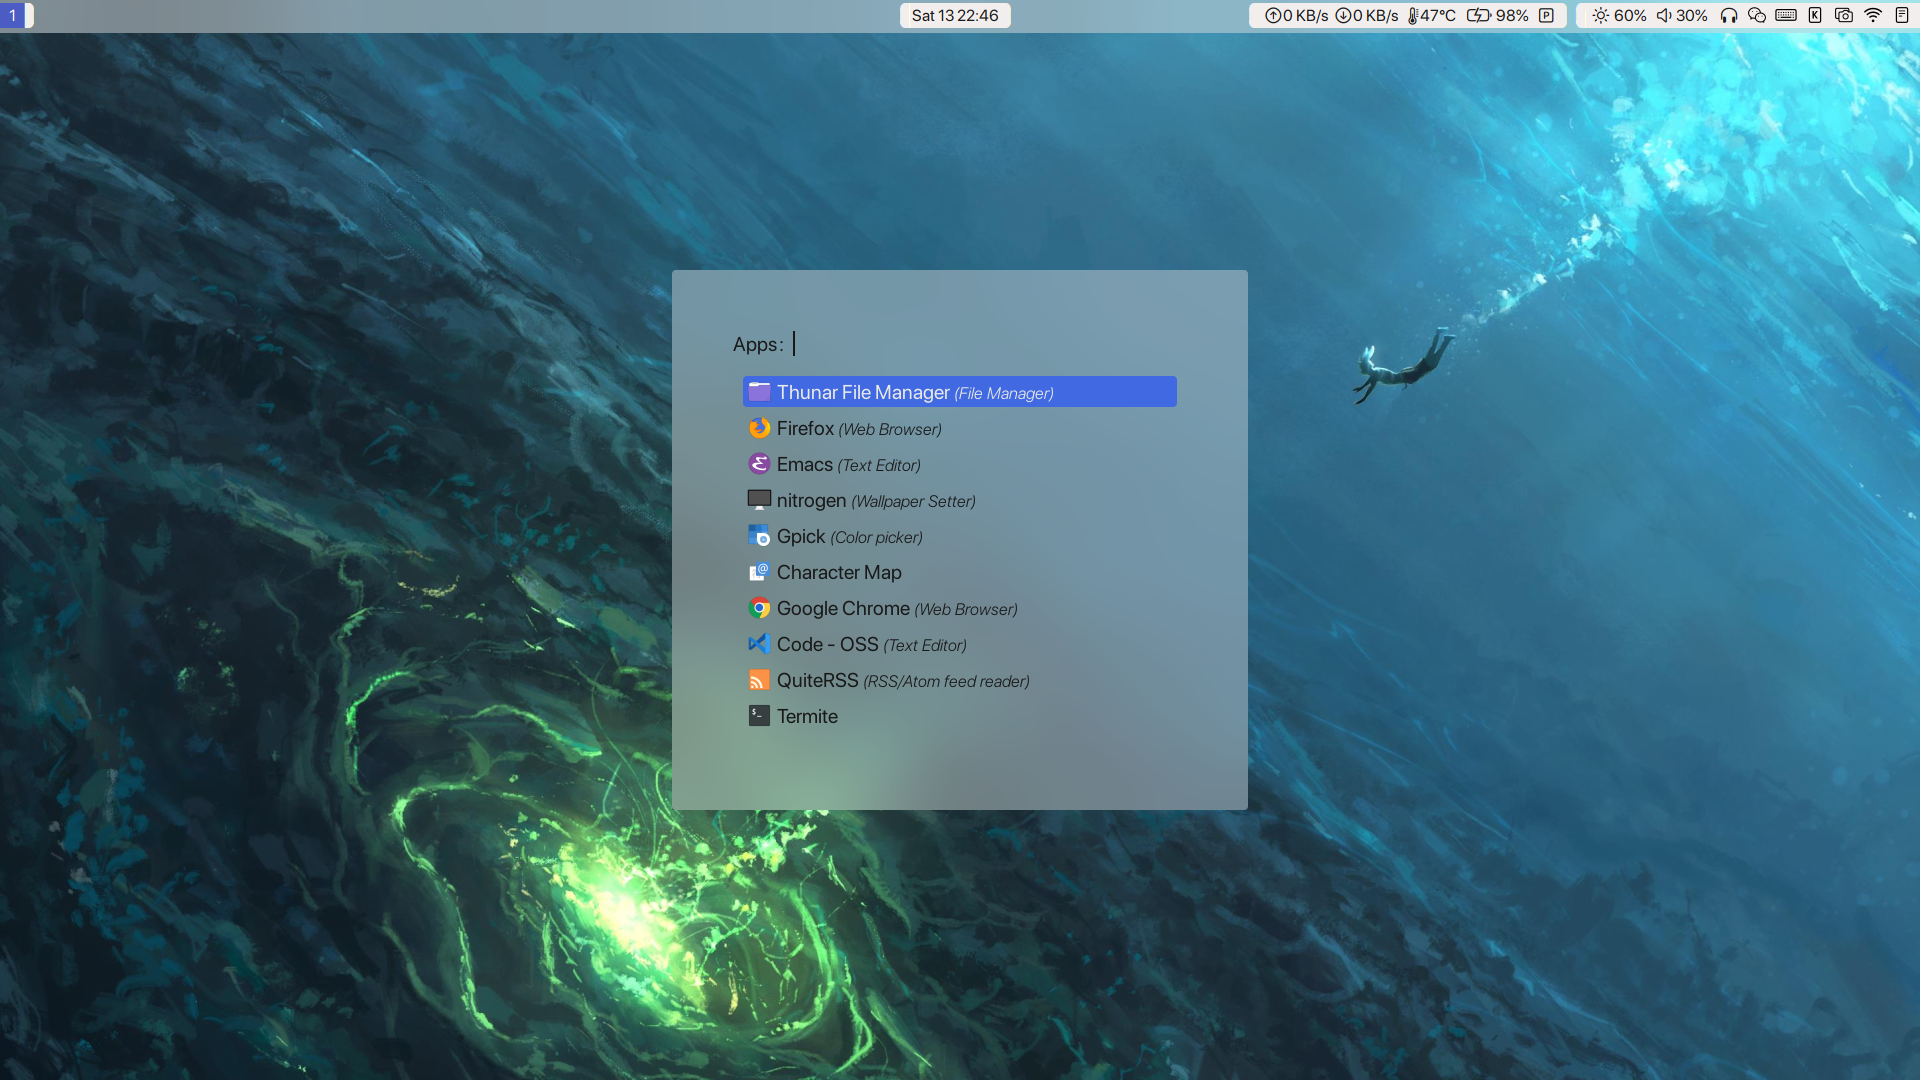 1
Sat 13 22:46
0 KB/s 0 KB/s 47°C 98% P
60% 30% K
Apps:
Thunar File Manager (File Manager)
Firefox (Web Browser)
Emacs (Text Editor)
nitrogen (Wallpaper Setter)
Gpick (Color picker)
Character Map
Google Chrome (Web Browser)
Code - OSS (Text Editor)
QuiteRSS (RSS/Atom feed reader)
Termite